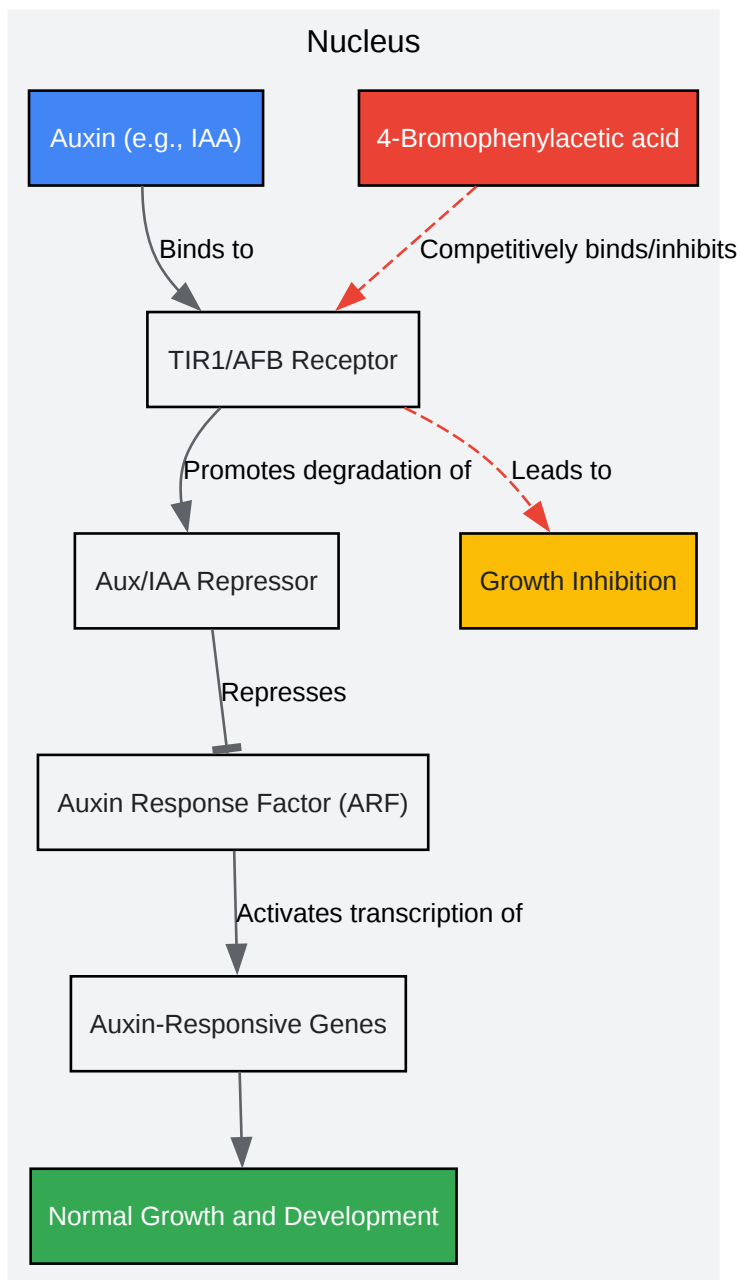 Nucleus
Auxin (e.g., IAA)
4-Bromophenylacetic acid
Binds to
Competitively binds/inhibits
TIR1/AFB Receptor
Promotes degradation of
Leads to
Aux/IAA Repressor
Growth Inhibition
Represses
Auxin Response Factor (ARF)
Activates transcription of
Auxin-Responsive Genes
Normal Growth and Development